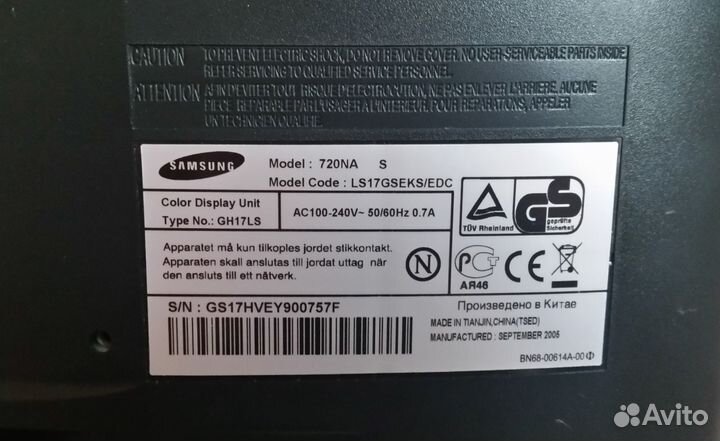 CAUTION
TO PREVENT ELECTRIC SHOCK, DO NOT REMOVE COVER. NO USER-SERVICEABLE PARTS INSIDE.
REFER SERVICING TO QUALIFIED SERVICE PERSONNEL.
ATTENTION
AFIN D'EVITER TOUT RISQUE D'ELECTROCUTION, NE PAS ENLEVER L'ARRIERE. AUCUNE
PIECE REPARABLE PAR L'USAGER A L'INTERIEUR. POUR REPARATIONS, APPELER
UN TECHNICIEN QUALIFIE.
SAMSUNG
Model : 720NA S
Model Code : LS17GSEKS/EDC
Color Display Unit
Type No.: GH17LS
AC100-240V~ 50/60Hz 0.7A
TÜV Rheinland
GS
geprüfte
Sicherheit
Apparatet må kun tilkoples jordet stikkontakt.
Apparaten skall anslutas till jordat uttag när
den ansluts till ett nätverk.
N
РСТ
АЯ46
CE
S/N : GS17HVEY900757F
Произведено в Китае
MADE IN TIANJIN,CHINA(TSED)
MANUFACTURED : SEPTEMBER 2006
BN68-00614A-00
Avito